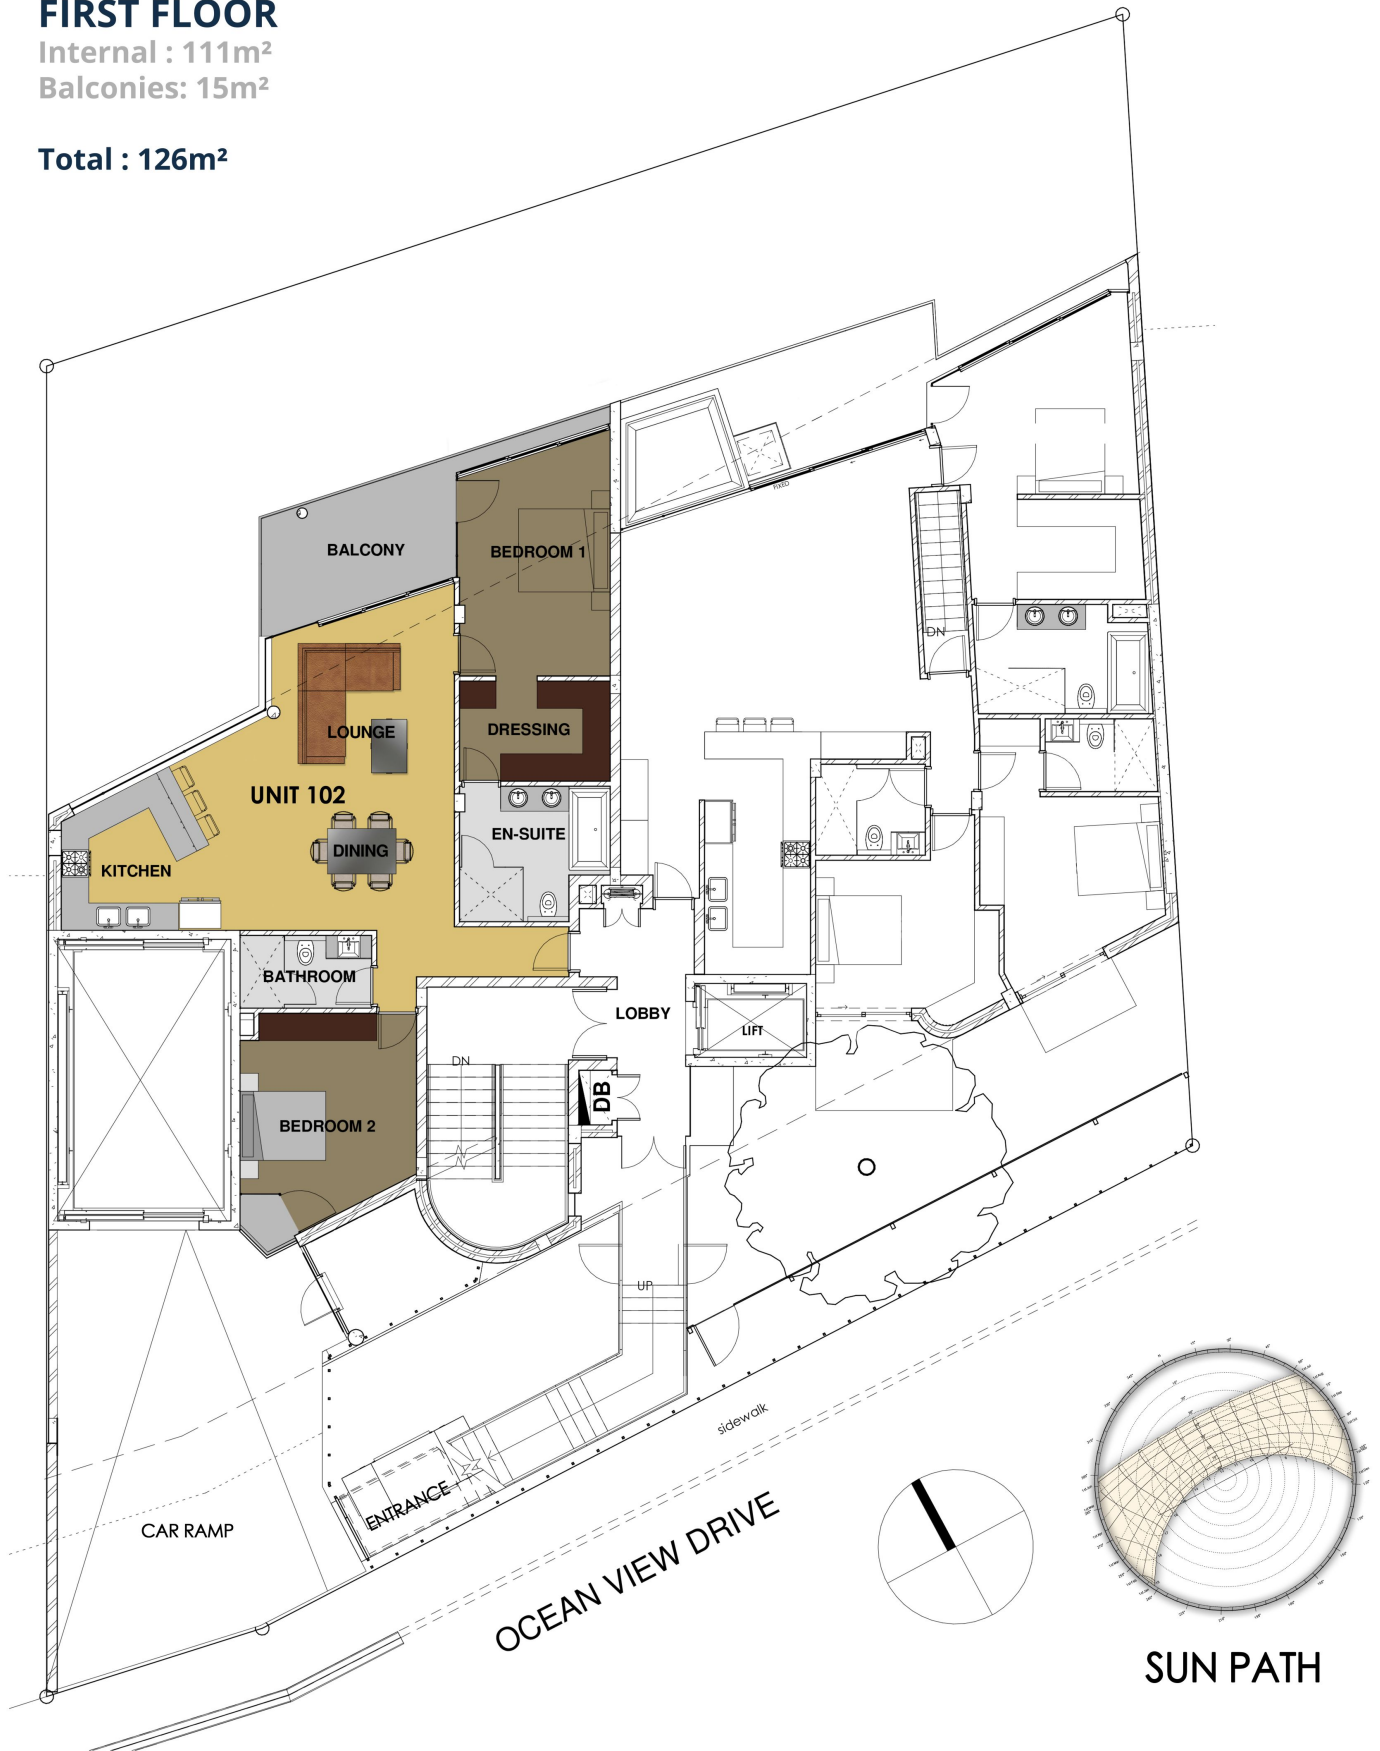 FIRST FLOOR
Internal : 111m²
Balconies: 15m²
Total : 126m²
BALCONY
BEDROOM 1
FIXED
DN
LOUNGE
DRESSING
UNIT 102
EN-SUITE
DINING
KITCHEN
BATHROOM
LOBBY
LIFT
DN
DB
BEDROOM 2
UP
sidewalk
ENTRANCE
CAR RAMP
OCEAN VIEW DRIVE
SUN PATH